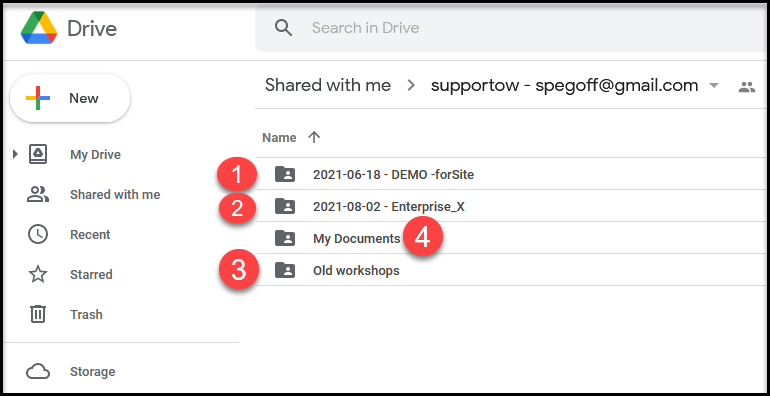 Drive
Search in Drive
New
My Drive
Shared with me
Recent
Starred
Trash
Storage
Shared with me > supportow - spegoff@gmail.com
Name
1 2021-06-18 - DEMO -forSite
2 2021-08-02 - Enterprise_X
My Documents 4
3 Old workshops